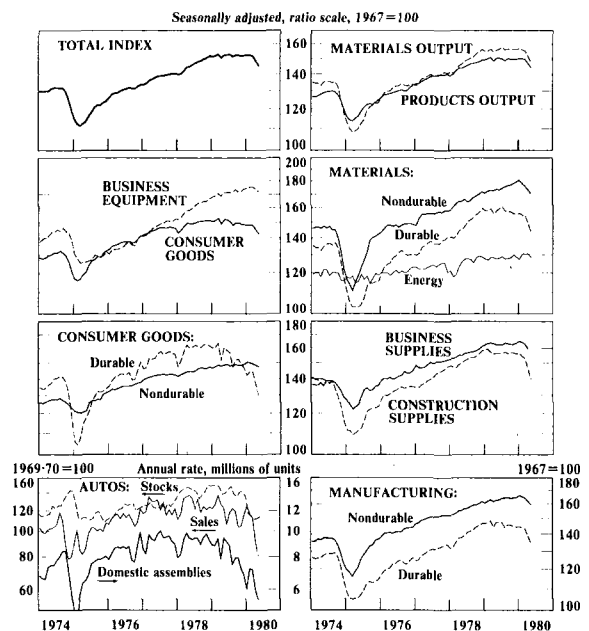 Seasonally adjusted, ratio scale, 1967=100
TOTAL INDEX
160
140
120
100
MATERIALS OUTPUT
PRODUCTS OUTPUT
BUSINESS
EQUIPMENT
CONSUMER
GOODS
200
180
160
140
120
100
MATERIALS:
Nondurable
Durable
Energy
CONSUMER GOODS:
Durable
Nondurable
180
160
140
120
100
BUSINESS
SUPPLIES
CONSTRUCTION
SUPPLIES
1969-70=100
Annual rate, millions of units
1967=100
160
120
100
80
60
AUTOS:
Stocks
Sales
Domestic assemblies
16
12
10
8
6
MANUFACTURING:
Nondurable
Durable
180
160
140
120
100
1974
1976
1978
1980
1974
1976
1978
1980